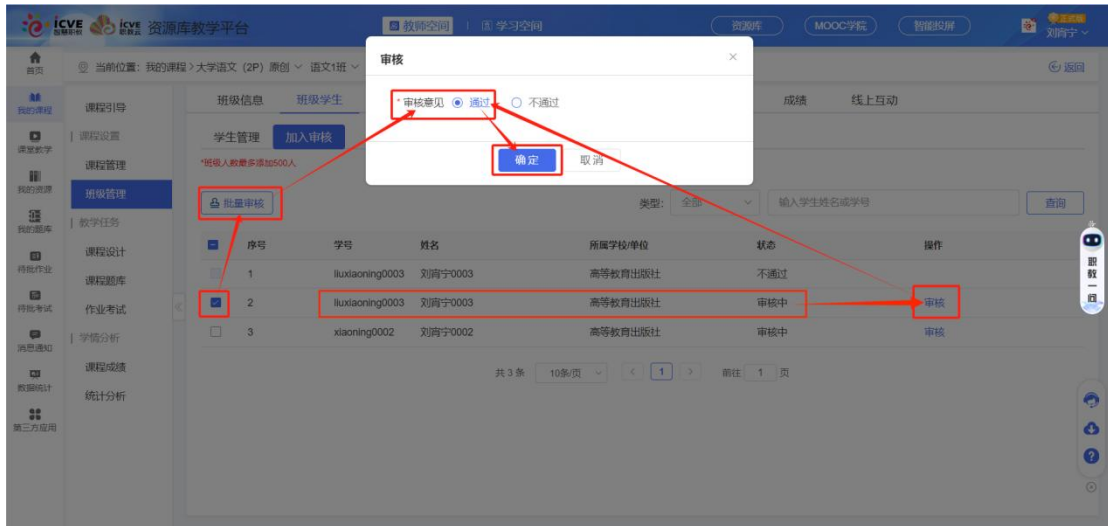 icve 智慧职教 icve 职教云 资源库教学平台
教师空间 学习空间
资源库 MOOC学院 智能投屏
正式版
刘宵宁
首页
当前位置：我的课程 > 大学语文（2P）原创 语文1班
返回
我的课程
课堂教学
我的资源
我的题库
待批作业
待批考试
消息通知
数据统计
第三方应用
课程引导
课程设置
课程管理
班级管理
教学任务
课程设计
课程题库
作业考试
学情分析
课程成绩
统计分析
班级信息 班级学生 成绩 线上互动
学生管理 加入审核
*班级人数最多添加500人
审核 ×
* 审核意见 通过 不通过
确定 取消
批量审核 类型: 全部 输入学生姓名或学号 查询
序号 学号 姓名 所属学校/单位 状态 操作
1 liuxiaoning0003 刘宵宁0003 高等教育出版社 不通过
2 liuxiaoning0003 刘宵宁0003 高等教育出版社 审核中 审核
3 xiaoning0002 刘宵宁0002 高等教育出版社 审核中 审核
共 3 条 10条/页 < 1 > 前往 1 页
职教一问